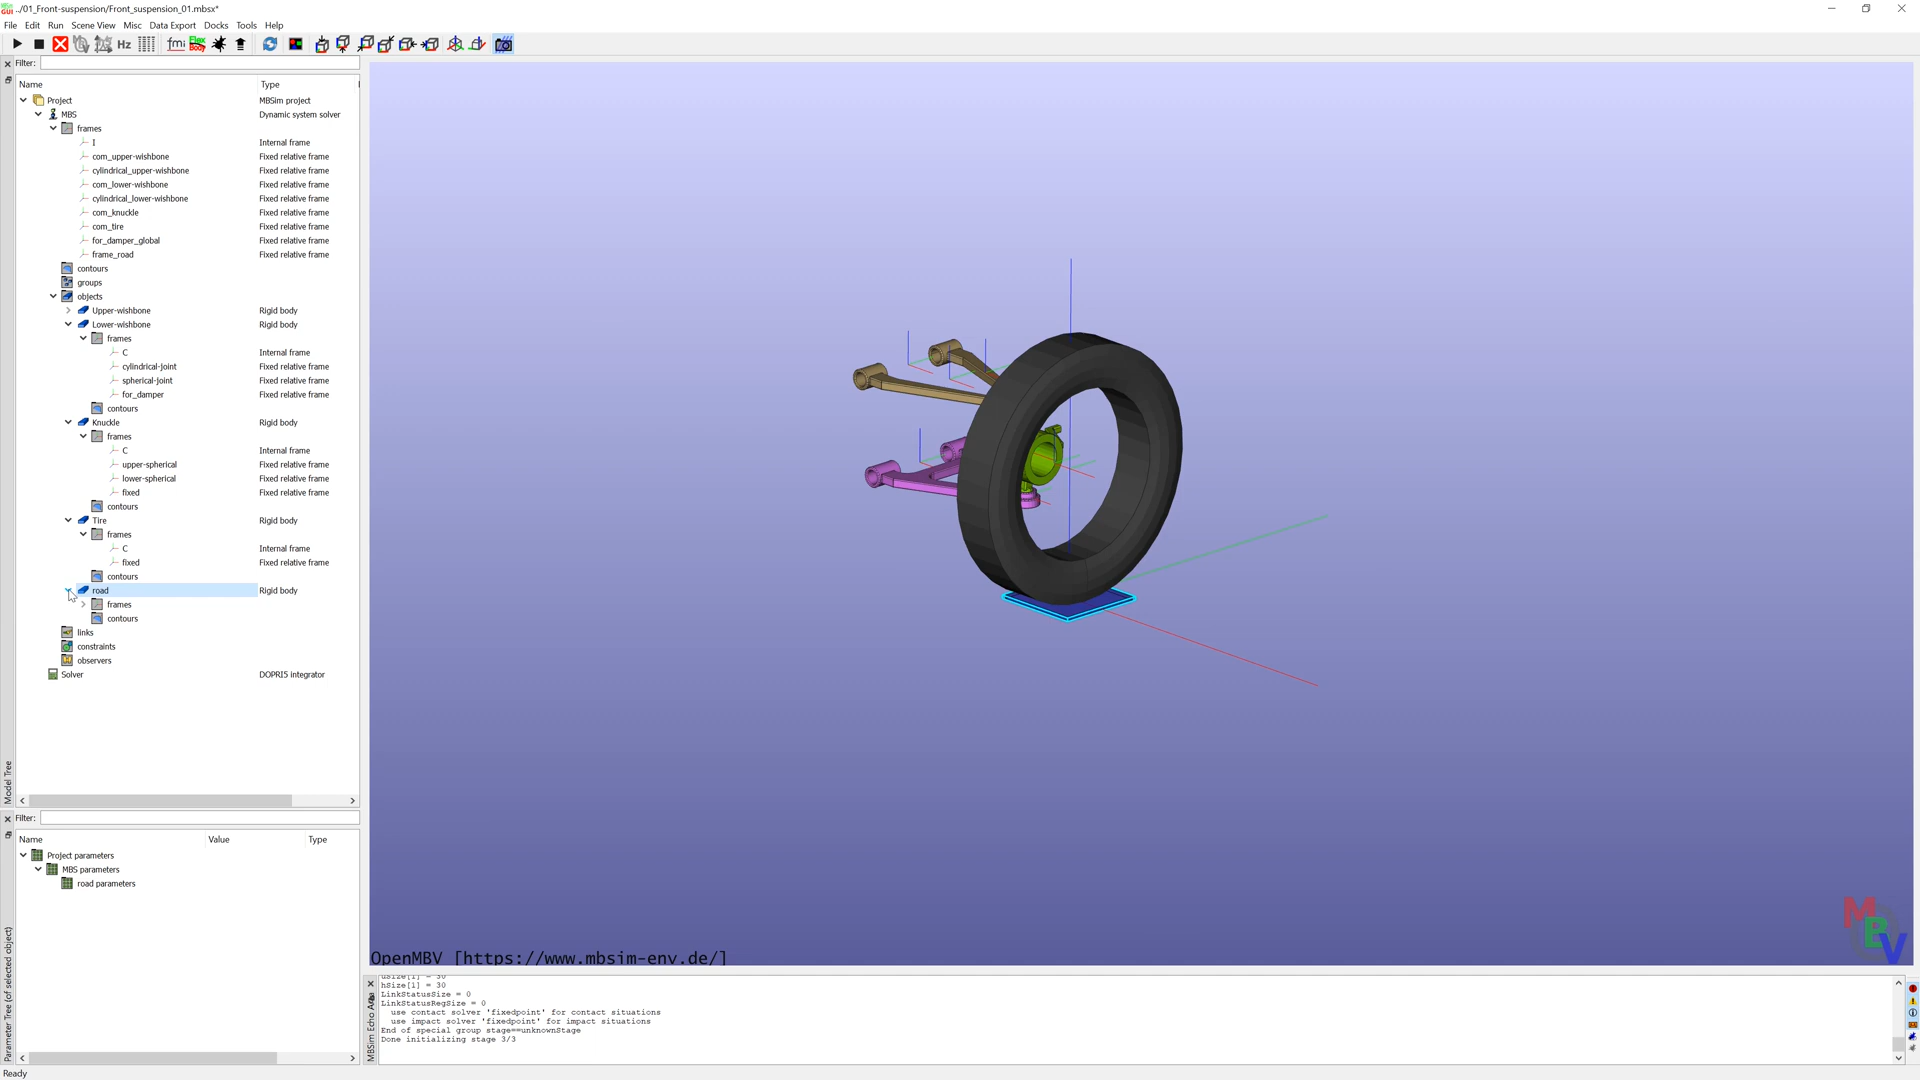 ../01_Front-suspension/Front_suspension_01.mbsx*
File Edit Run Scene View Misc Data Export Docks Tools Help
Hz fmi Flex Body
Filter:
Name Type
Project MBSim project
MBS Dynamic system solver
frames
I Internal frame
com_upper-wishbone Fixed relative frame
cylindrical_upper-wishbone Fixed relative frame
com_lower-wishbone Fixed relative frame
cylindrical_lower-wishbone Fixed relative frame
com_knuckle Fixed relative frame
com_tire Fixed relative frame
for_damper_global Fixed relative frame
frame_road Fixed relative frame
contours
groups
objects
Upper-wishbone Rigid body
Lower-wishbone Rigid body
frames
C Internal frame
cylindrical-joint Fixed relative frame
spherical-joint Fixed relative frame
for_damper Fixed relative frame
contours
Knuckle Rigid body
frames
C Internal frame
upper-spherical Fixed relative frame
lower-spherical Fixed relative frame
fixed Fixed relative frame
contours
Tire Rigid body
frames
C Internal frame
fixed Fixed relative frame
contours
road Rigid body
frames
contours
links
constraints
observers
Solver DOPRI5 integrator
Model Tree
Filter:
Name Value Type
Project parameters
MBS parameters
road parameters
Parameter Tree (of selected object)
OpenMBV [https://www.mbsim-env.de/]
MBV
MBSim Echo Area
uSize[1] = 30
hSize[1] = 30
LinkStatusSize = 0
LinkStatusRegSize = 0
use contact solver 'fixedpoint' for contact situations
use impact solver 'fixedpoint' for impact situations
End of special group stage==unknownStage
Done initializing stage 3/3
Ready